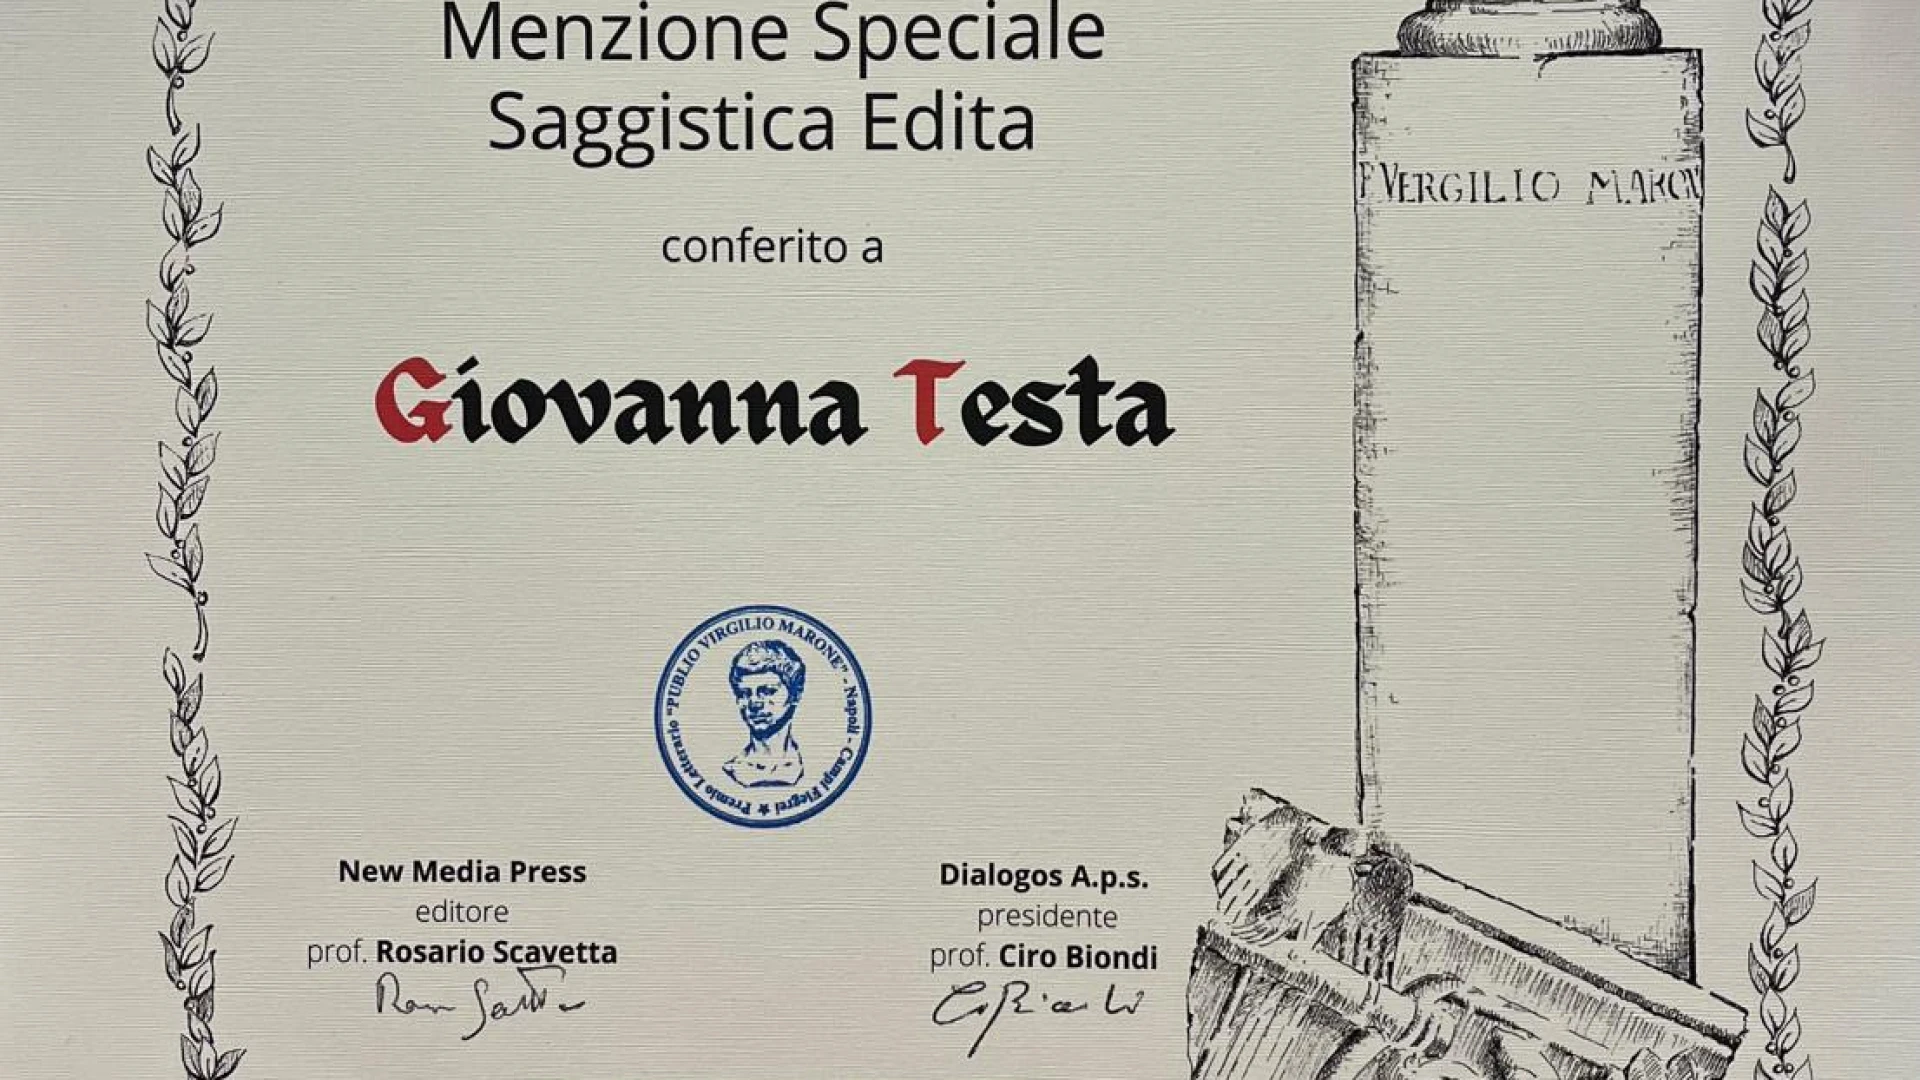 Menzione Speciale
Saggistica Edita
conferito a
Giovanna Testa
P VERGILIO MARON
Premio Letterario "PUBLIO VIRGILIO MARONE" - Napoli - Campi Flegrei ★
New Media Press
editore
prof. Rosario Scavetta
Dialogos A.p.s.
presidente
prof. Ciro Biondi